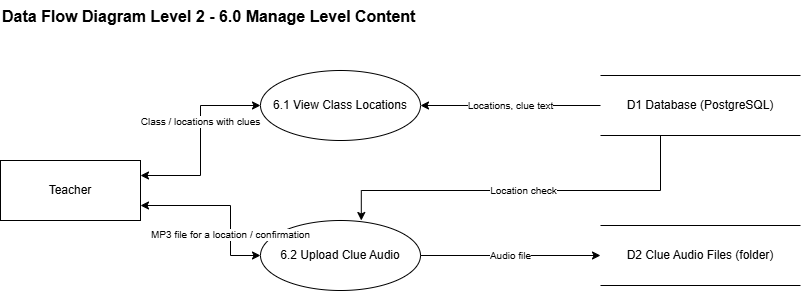 Data Flow Diagram Level 2 - 6.0 Manage Level Content
6.1 View Class Locations
Locations, clue text
D1 Database (PostgreSQL)
Class / locations with clues
Teacher
Location check
MP3 file for a location / confirmation
6.2 Upload Clue Audio
Audio file
D2 Clue Audio Files (folder)